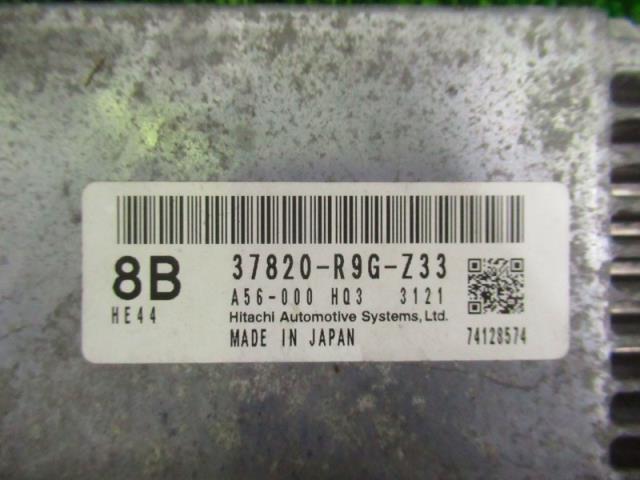 8B
HE44
37820-R9G-Z33
A56-000 HQ3 3121
Hitachi Automotive Systems, Ltd.
MADE IN JAPAN
74128574